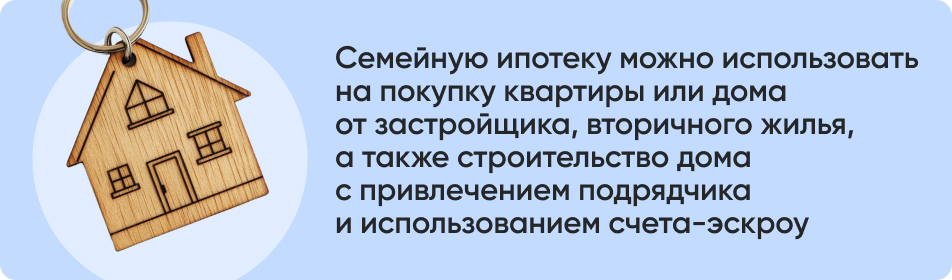 Семейную ипотеку можно использовать
на покупку квартиры или дома
от застройщика, вторичного жилья,
а также строительство дома
с привлечением подрядчика
и использованием счета-эскроу